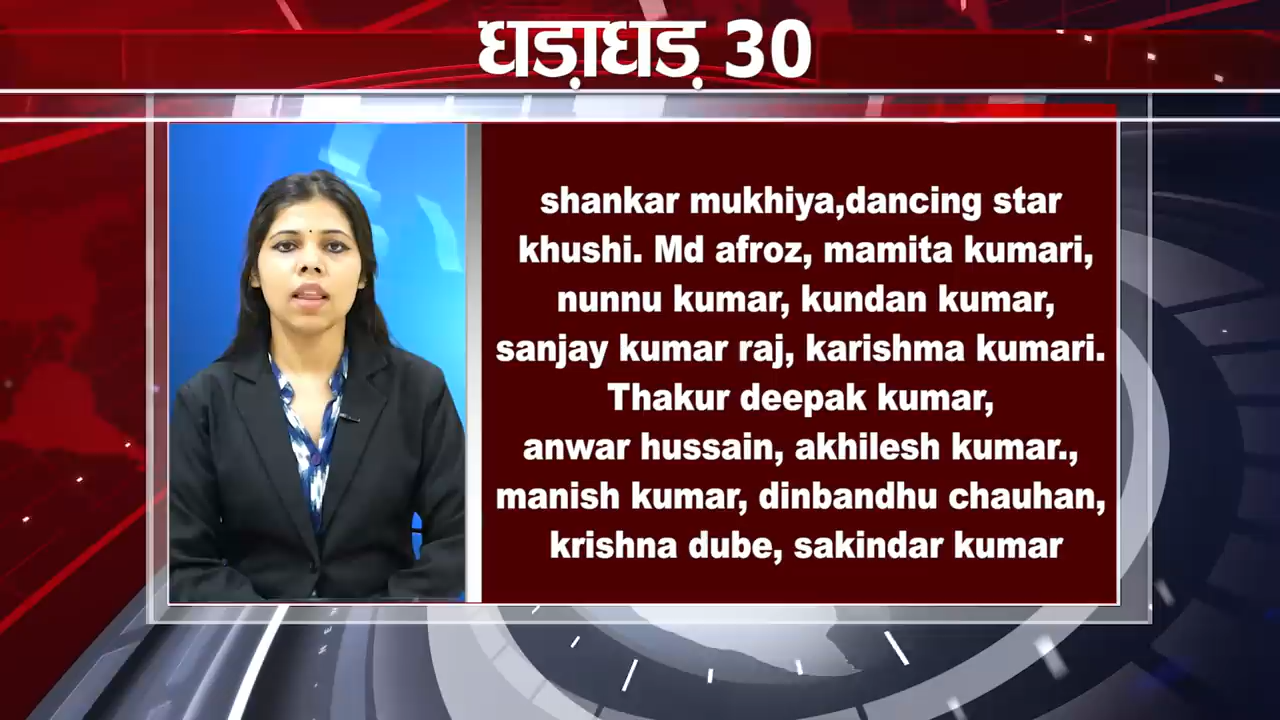 धड़ाधड़ 30
shankar mukhiya,dancing star
khushi. Md afroz, mamita kumari,
nunnu kumar, kundan kumar,
sanjay kumar raj, karishma kumari.
Thakur deepak kumar,
anwar hussain, akhilesh kumar.,
manish kumar, dinbandhu chauhan,
krishna dube, sakindar kumar